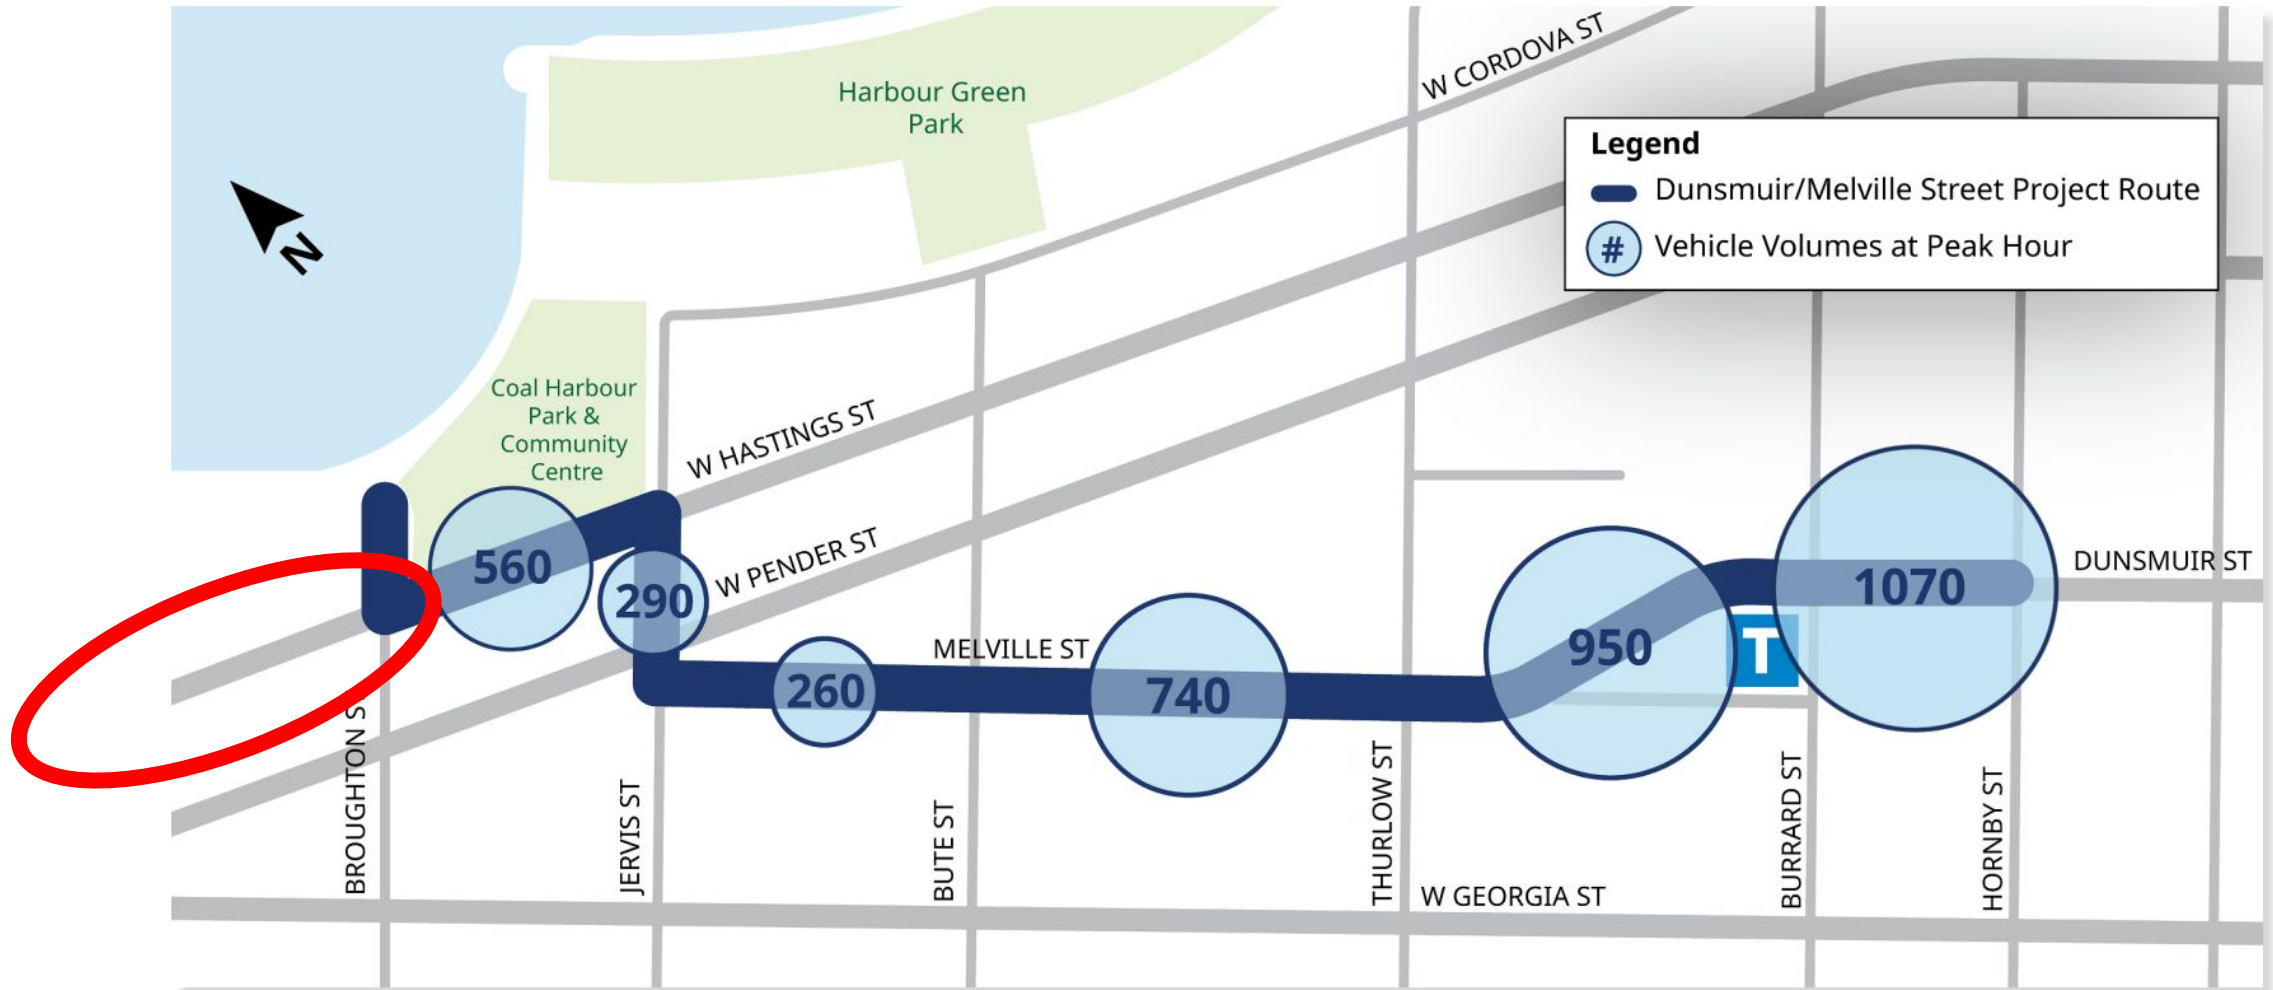 W CORDOVA ST
Harbour Green
Park
Legend
Dunsmuir/Melville Street Project Route
# Vehicle Volumes at Peak Hour
N
Coal Harbour
Park &
Community
Centre
W HASTINGS ST
W PENDER ST
560
290
260
MELVILLE ST
740
950
T
1070
DUNSMUIR ST
BROUGHTON S
JERVIS ST
BUTE ST
THURLOW ST
W GEORGIA ST
BURRARD ST
HORNBY ST